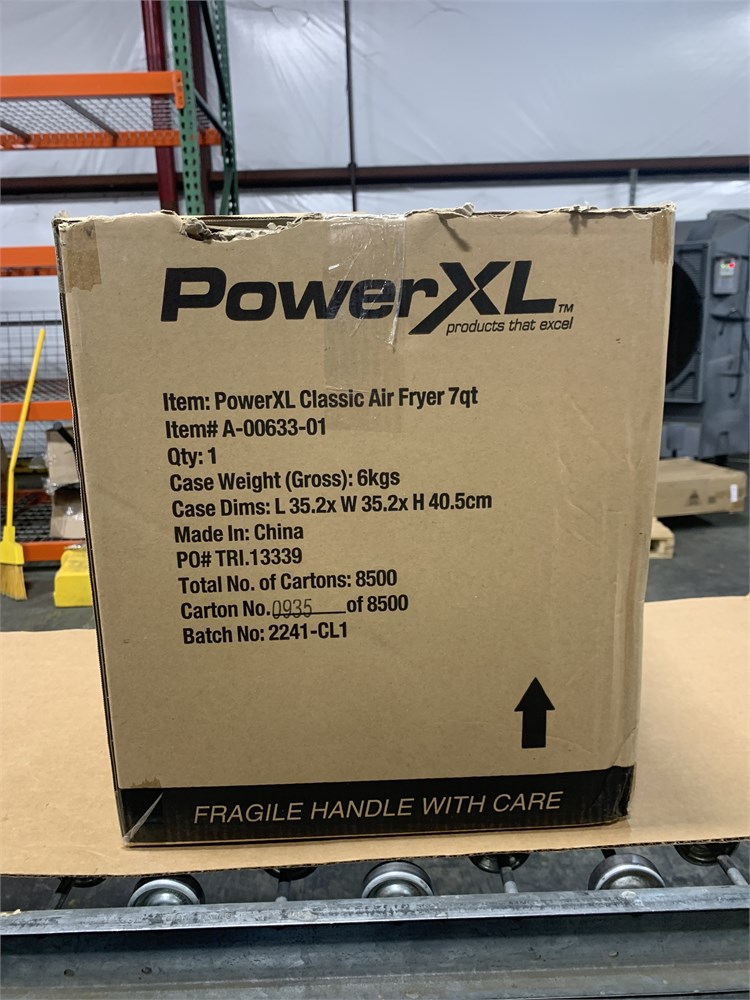 PowerXL™
products that excel
Item: PowerXL Classic Air Fryer 7qt
Item# A-00633-01
Qty: 1
Case Weight (Gross): 6kgs
Case Dims: L 35.2x W 35.2x H 40.5cm
Made In: China
PO# TRI.13339
Total No. of Cartons: 8500
Carton No. 0935 of 8500
Batch No: 2241-CL1
FRAGILE HANDLE WITH CARE